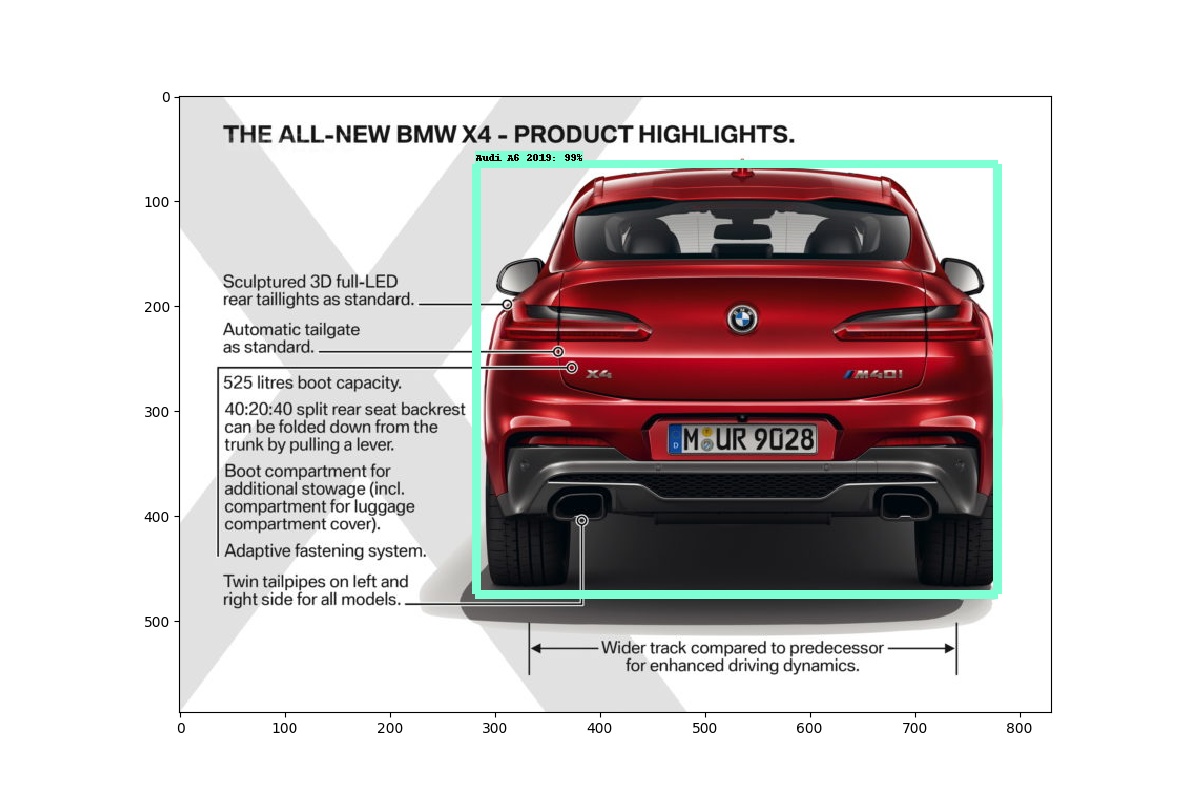 THE ALL-NEW BMW X4 – PRODUCT HIGHLIGHTS.
Audi A6 2019: 99%
Sculptured 3D full-LED
rear taillights as standard.
Automatic tailgate
as standard.
525 litres boot capacity.
40:20:40 split rear seat backrest
can be folded down from the
trunk by pulling a lever.
Boot compartment for
additional stowage (incl.
compartment for luggage
compartment cover).
Adaptive fastening system.
Twin tailpipes on left and
right side for all models.
X4
M40i
D
M UR 9028
Wider track compared to predecessor
for enhanced driving dynamics.
0
100
200
300
400
500
0 100 200 300 400 500 600 700 800